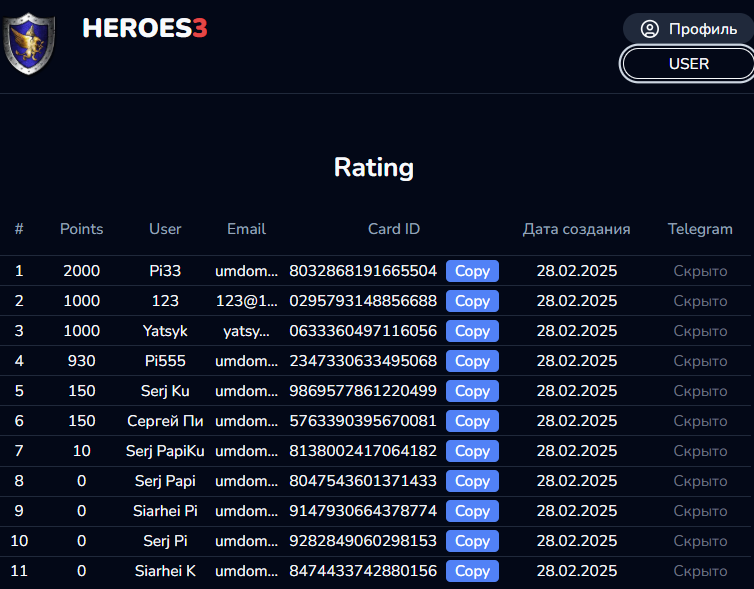 HEROES3
Профиль
USER
Rating
# Points User Email Card ID Дата создания Telegram
1 2000 Pi33 umdom... 8032868191665504 Copy 28.02.2025 Скрыто
2 1000 123 123@1... 0295793148856688 Copy 28.02.2025 Скрыто
3 1000 Yatsyk yatsy... 0633360497116056 Copy 28.02.2025 Скрыто
4 930 Pi555 umdom... 2347330633495068 Copy 28.02.2025 Скрыто
5 150 Serj Ku umdom... 9869577861220499 Copy 28.02.2025 Скрыто
6 150 Сергей Пи umdom... 5763390395670081 Copy 28.02.2025 Скрыто
7 10 Serj PapiKu umdom... 8138002417064182 Copy 28.02.2025 Скрыто
8 0 Serj Papi umdom... 8047543601371433 Copy 28.02.2025 Скрыто
9 0 Siarhei Pi umdom... 9147930664378774 Copy 28.02.2025 Скрыто
10 0 Serj Pi umdom... 9282849060298153 Copy 28.02.2025 Скрыто
11 0 Siarhei K umdom... 8474433742880156 Copy 28.02.2025 Скрыто